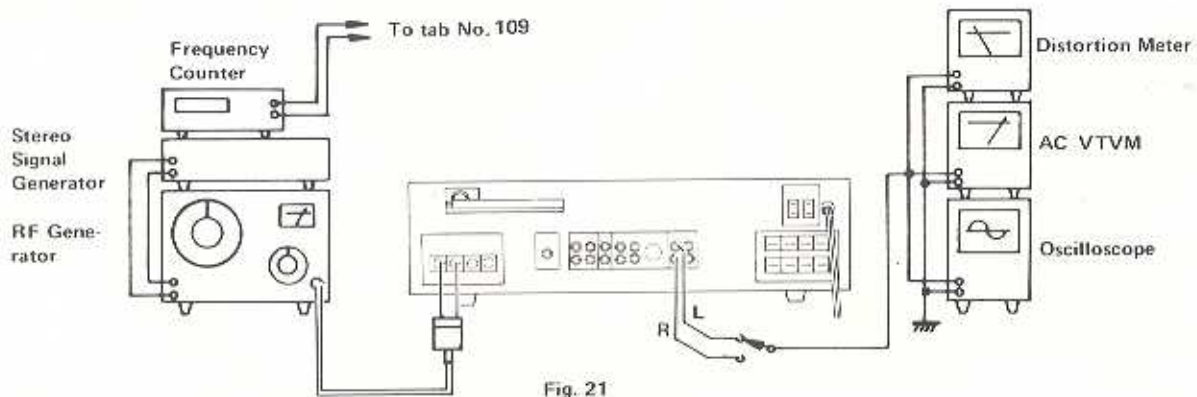 To tab No. 109
Frequency
Counter
Stereo
Signal
Generator
RF Gene-
rator
L
R
Distortion Meter
AC VTVM
Oscilloscope
Fig. 21